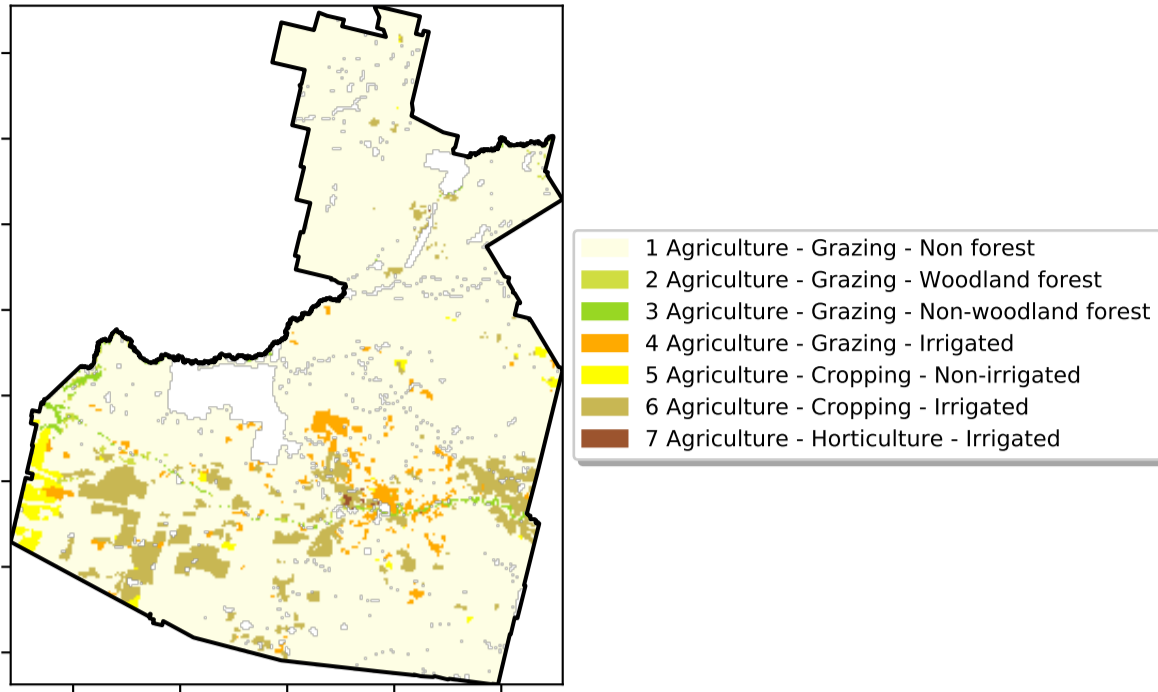 1 Agriculture - Grazing - Non forest
2 Agriculture - Grazing - Woodland forest
3 Agriculture - Grazing - Non-woodland forest
4 Agriculture - Grazing - Irrigated
5 Agriculture - Cropping - Non-irrigated
6 Agriculture - Cropping - Irrigated
7 Agriculture - Horticulture - Irrigated